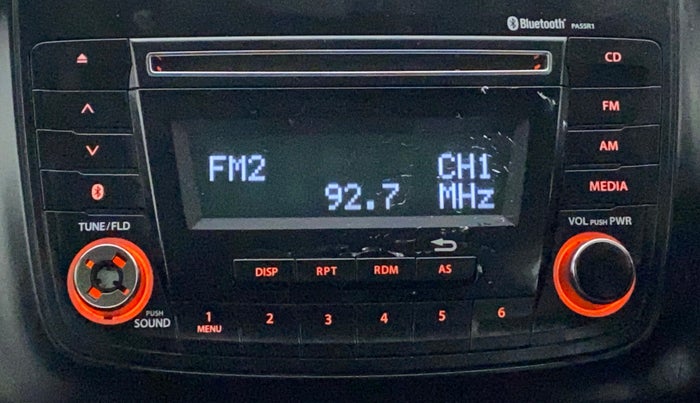 Bluetooth® PASSR1
CD
FM
AM
MEDIA
FM2 CH1
92.7 MHz
TUNE/FLD
VOL PUSH PWR
DISP RPT RDM AS
PUSH
SOUND
1 2 3 4 5 6
MENU